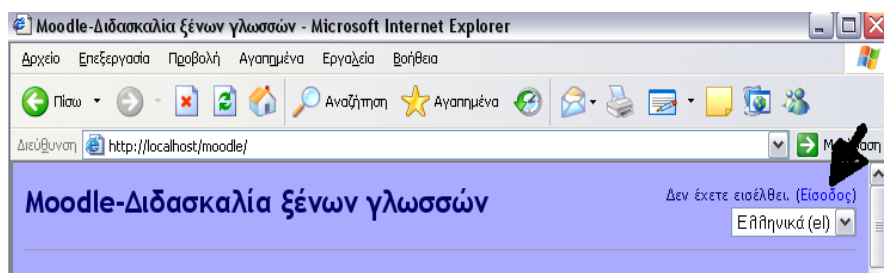 Moodle-Διδασκαλία ξένων γλωσσών - Microsoft Internet Explorer
Αρχείο Επεξεργασία Προβολή Αγαπημένα Εργαλεία Βοήθεια
Πίσω Αναζήτηση Αγαπημένα
Διεύθυνση http://localhost/moodle/
Moodle-Διδασκαλία ξένων γλωσσών
Δεν έχετε εισέλθει. (Είσοδος)
Ελληνικά (el)